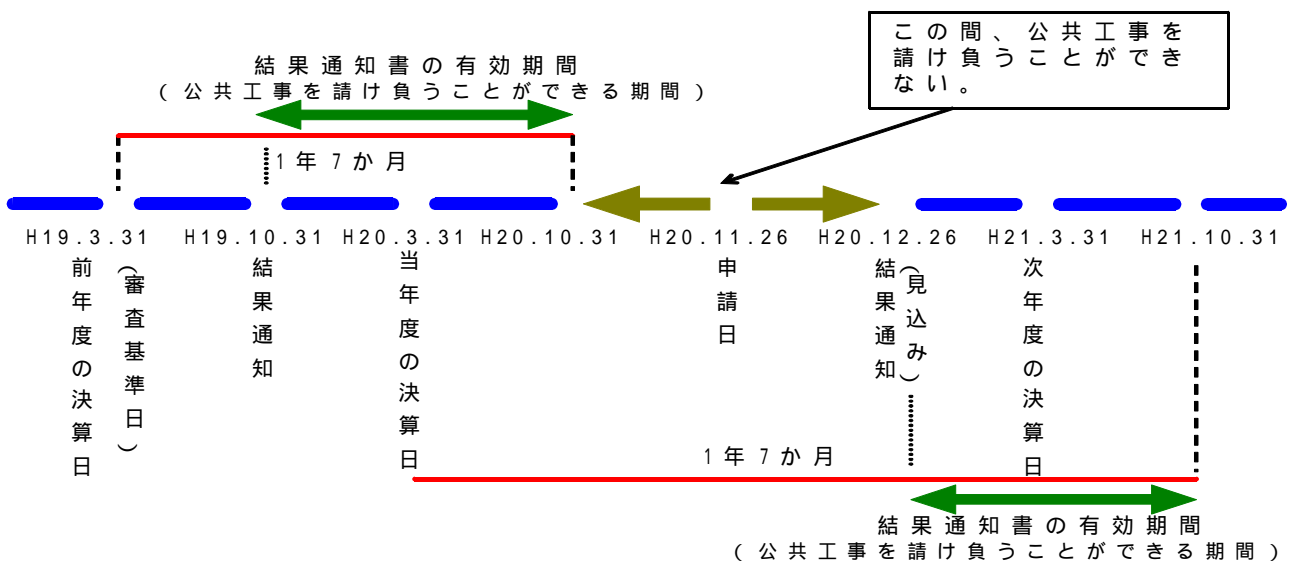 この間、公共工事を
請け負うことができ
ない。
結果通知書の有効期間
(公共工事を請け負うことができる期間)
1年7か月
H19.3.31
H19.10.31
H20.3.31
H20.10.31
H20.11.26
H20.12.26
H21.3.31
H21.10.31
前年度の決算日
(審査基準日)
結果通知
当年度の決算日
申請日
結果通知
(見込み)
次年度の決算日
1年7か月
結果通知書の有効期間
(公共工事を請け負うことができる期間)